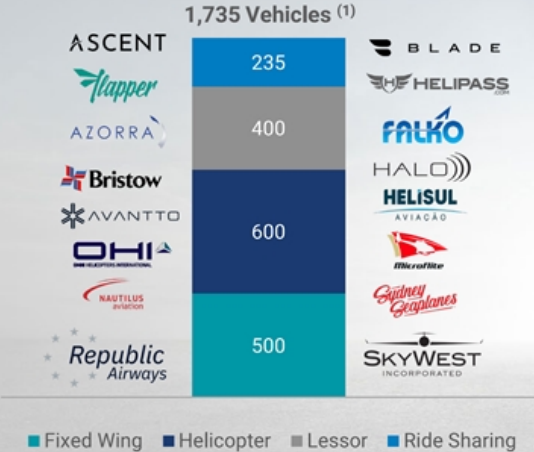 1,735 Vehicles (1)
ASCENT
BLADE
flapper
HELIPASS
.COM
235
AZORRA
FALKO
400
Bristow
HALO
AVANTTO
HELISUL
AVIAÇÃO
600
OHI
OMNI HELICOPTERS INTERNATIONAL
Microflite
NAUTILUS
aviation
Sydney
Seaplanes
500
Republic
Airways
SKYWEST
INCORPORATED
Fixed Wing Helicopter Lessor Ride Sharing